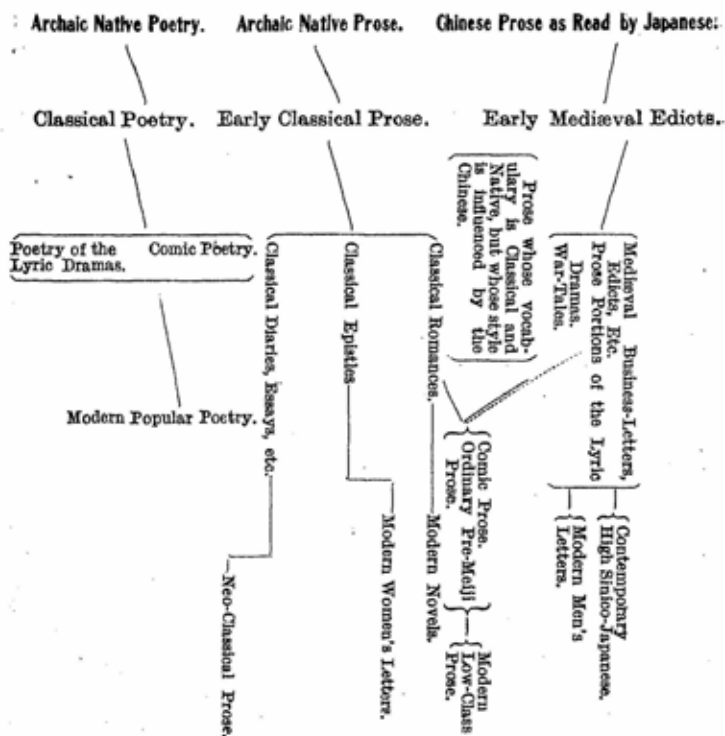 Archaic Native Poetry.
Archaic Native Prose.
Chinese Prose as Read by Japanese:
Classical Poetry.
Early Classical Prose.
Early Mediæval Edicts.
Poetry of the
Lyric Dramas.
Comic Poetry.
Modern Popular Poetry.
Classical Diaries, Essays, etc.
Neo-Classical Prose.
Classical Epistles
Modern Women's Letters.
Classical Romances.
Modern Novels.
Prose whose vocab-
ulary is Classical and
Native, but whose style
is influenced by the
Chinese.
Comic Prose.
Ordinary Pre-Meiji
Prose.
Modern
Low-Class
Prose.
Mediæval Business-Letters,
Edicts, Etc.
Prose Portions of the Lyric
Dramas.
War-Tales.
Contemporary
High Sinico-Japanese.
Modern Men's
Letters.